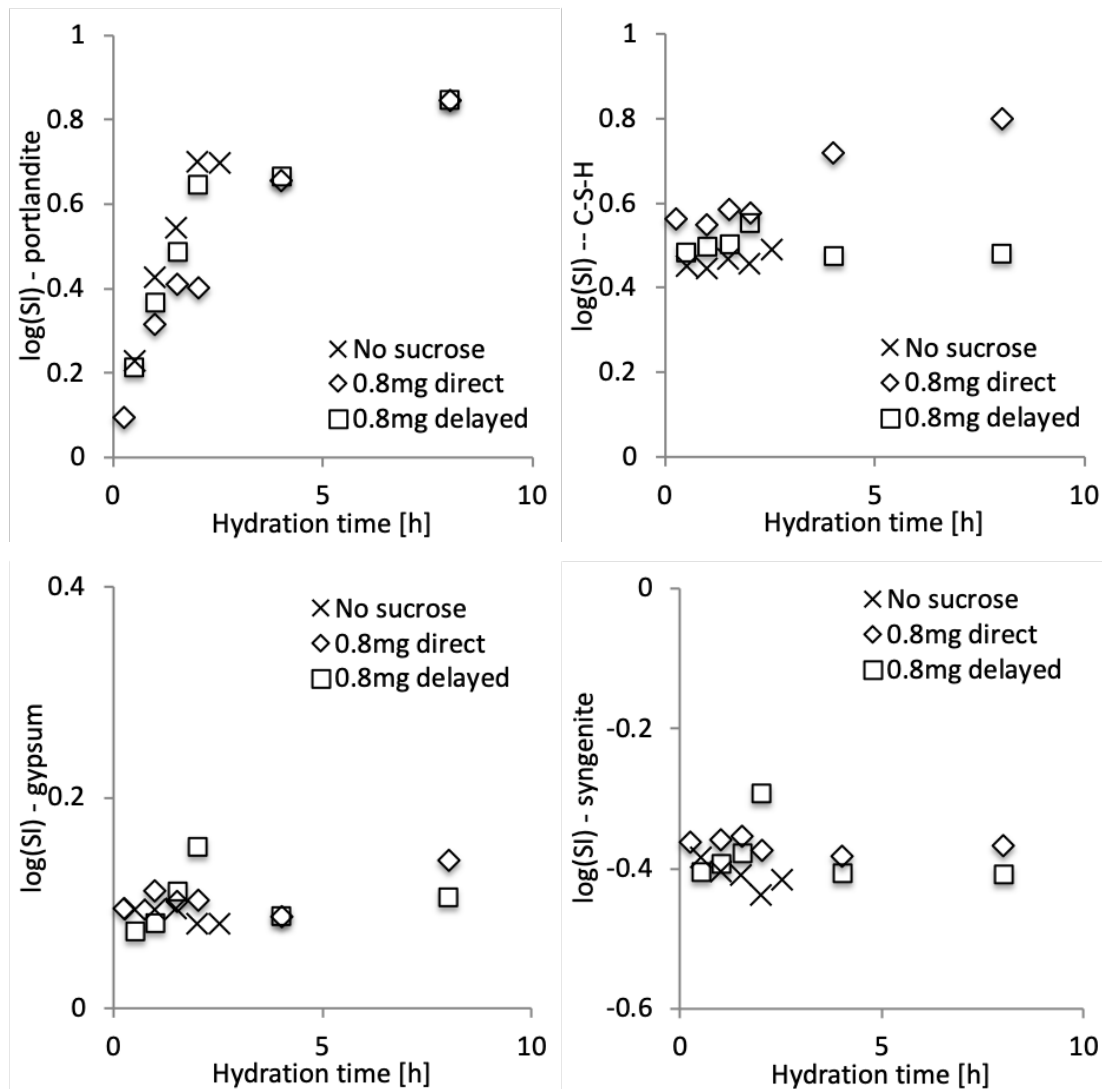 1
0.8
0.6
0.4
0.2
0
log(SI) - portlandite
No sucrose
0.8mg direct
0.8mg delayed
0
5
10
Hydration time [h]
1
0.8
0.6
0.4
0.2
0
log(SI) -- C-S-H
No sucrose
0.8mg direct
0.8mg delayed
0
5
10
Hydration time [h]
0.4
0.2
0
log(SI) - gypsum
No sucrose
0.8mg direct
0.8mg delayed
0
5
10
Hydration time [h]
0
-0.2
-0.4
-0.6
log(SI) - syngenite
No sucrose
0.8mg direct
0.8mg delayed
0
5
10
Hydration time [h]